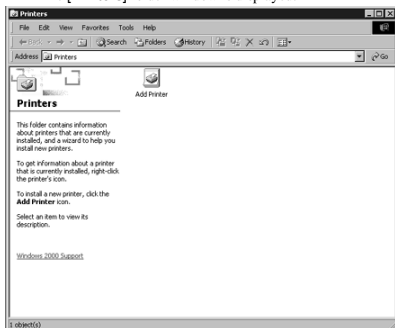 Printers
File Edit View Favorites Tools Help
Back Search Folders History
Address Printers Go
Add Printer
Printers
This folder contains information
about printers that are currently
installed, and a wizard to help you
install new printers.
To get information about a printer
that is currently installed, right-click
the printer's icon.
To install a new printer, click the
Add Printer icon.
Select an item to view its
description.
Windows 2000 Support
1 object(s)